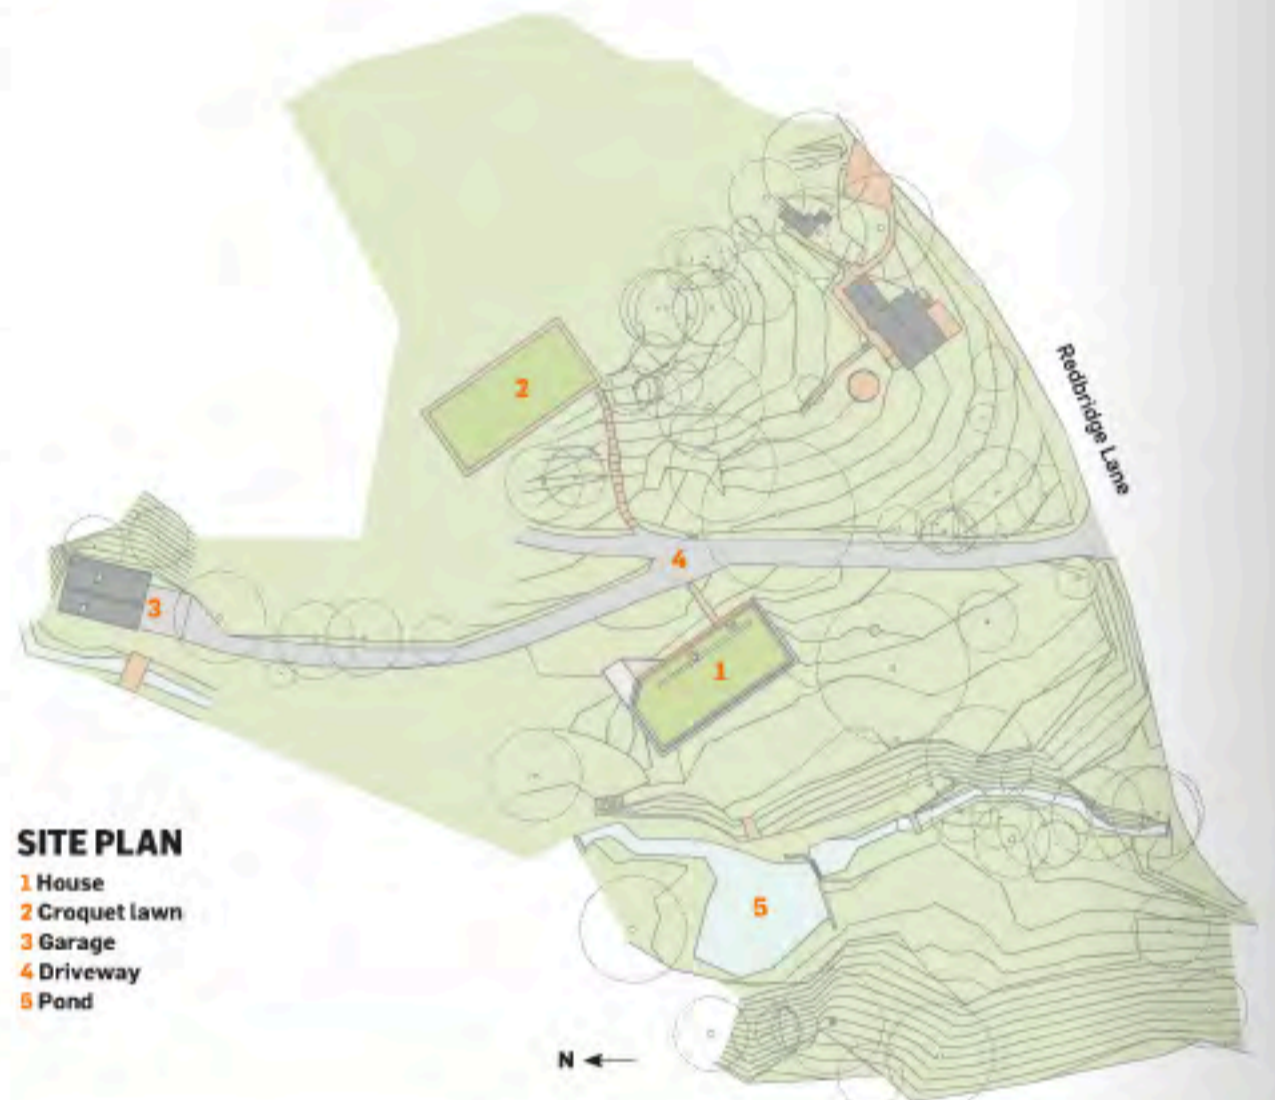 2
Redbridge Lane
4
3
1
SITE PLAN
1 House
2 Croquet lawn
3 Garage
4 Driveway
5 Pond
5
N